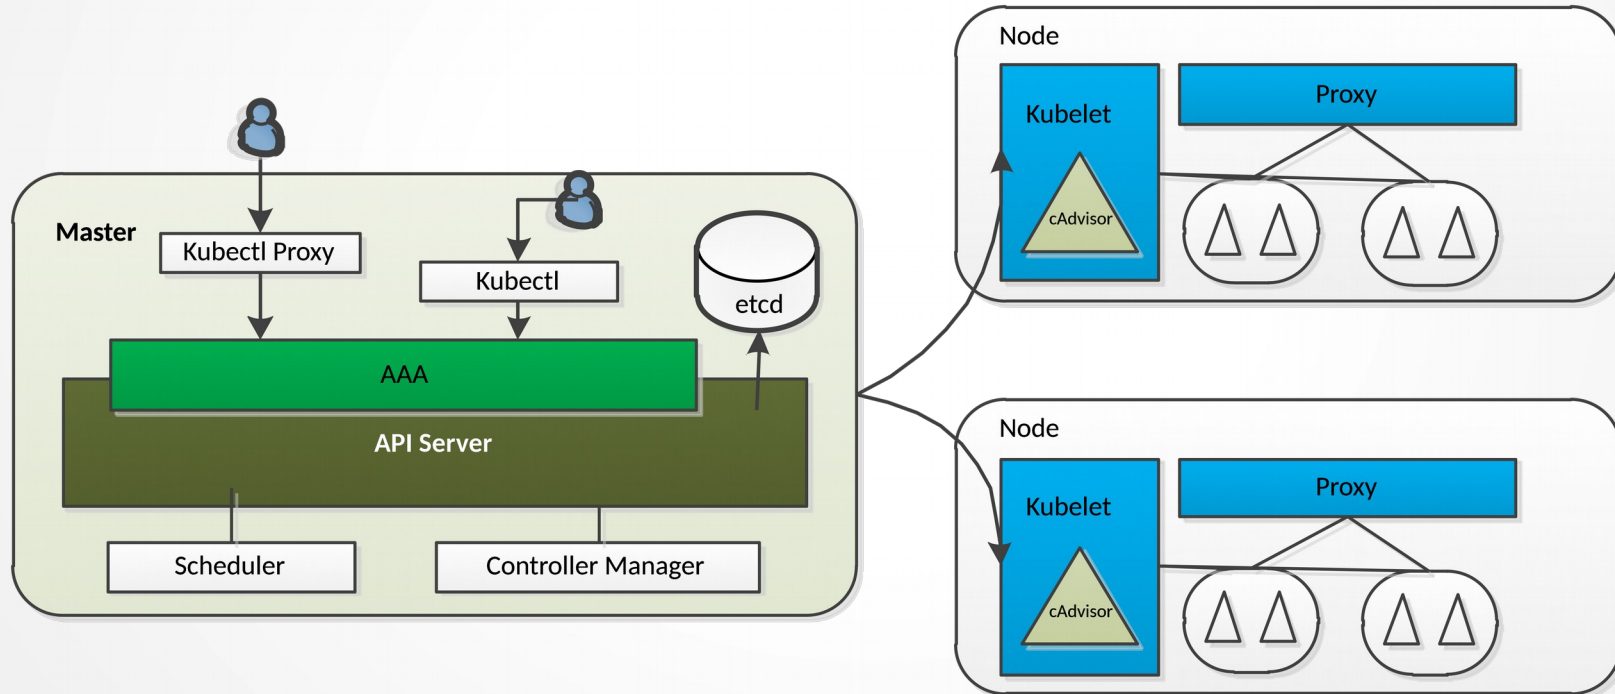 Master
Kubectl Proxy
Kubectl
etcd
AAA
API Server
Scheduler
Controller Manager
Node
Kubelet
Proxy
cAdvisor
Node
Kubelet
Proxy
cAdvisor